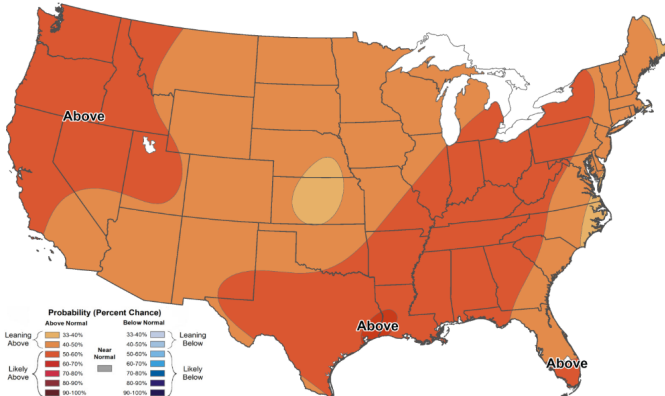 Above
Above
Above
Probability (Percent Chance)
Above Normal
Below Normal
Leaning Above
33-40%
40-50%
Likely Above
50-60%
60-70%
70-80%
80-90%
90-100%
Near Normal
33-40%
40-50%
Leaning Below
50-60%
60-70%
70-80%
80-90%
90-100%
Likely Below